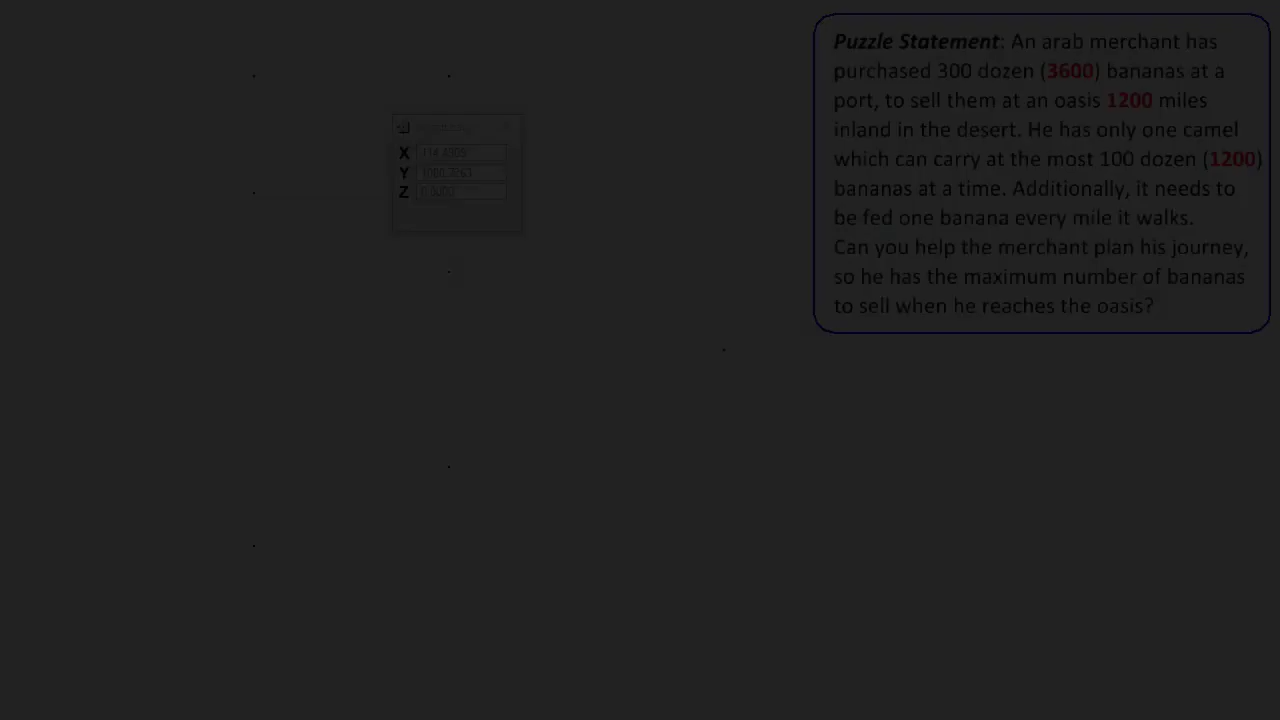 Puzzle Statement: An arab merchant has
purchased 300 dozen (3600) bananas at a
port, to sell them at an oasis 1200 miles
inland in the desert. He has only one camel
which can carry at the most 100 dozen (1200)
bananas at a time. Additionally, it needs to
be fed one banana every mile it walks.
Can you help the merchant plan his journey,
so he has the maximum number of bananas
to sell when he reaches the oasis?
X
Y
Z